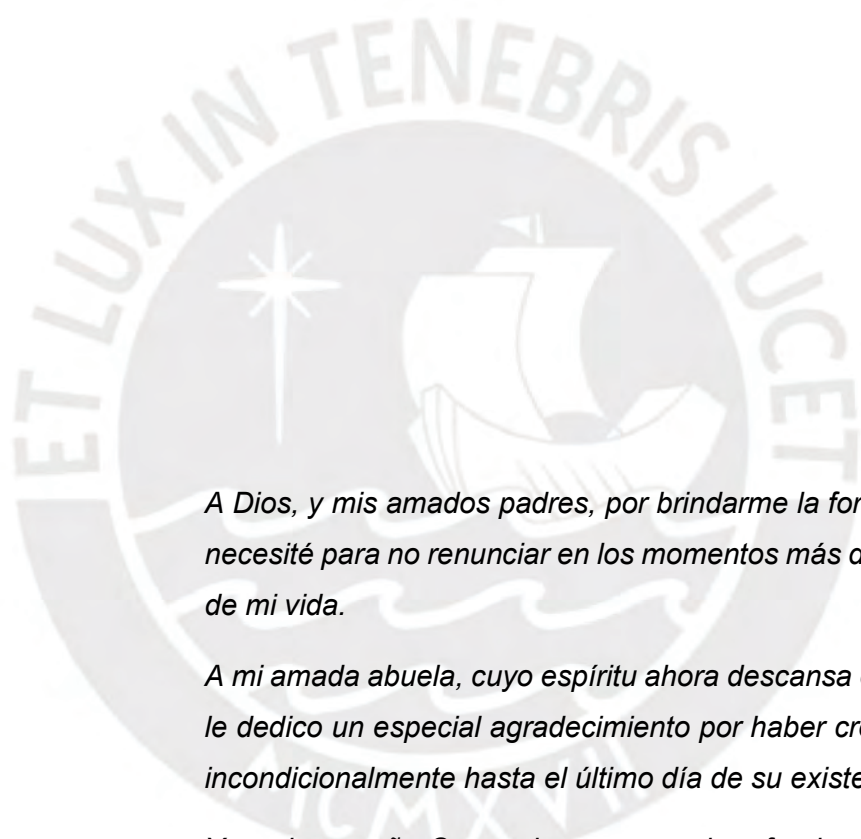 ET LUX IN TENEBRIS LUCET
A Dios, y mis amados padres, por brindarme la for
necesité para no renunciar en los momentos más d
de mi vida.
A mi amada abuela, cuyo espíritu ahora descansa
le dedico un especial agradecimiento por haber cre
incondicionalmente hasta el último día de su existe
MCMXVII